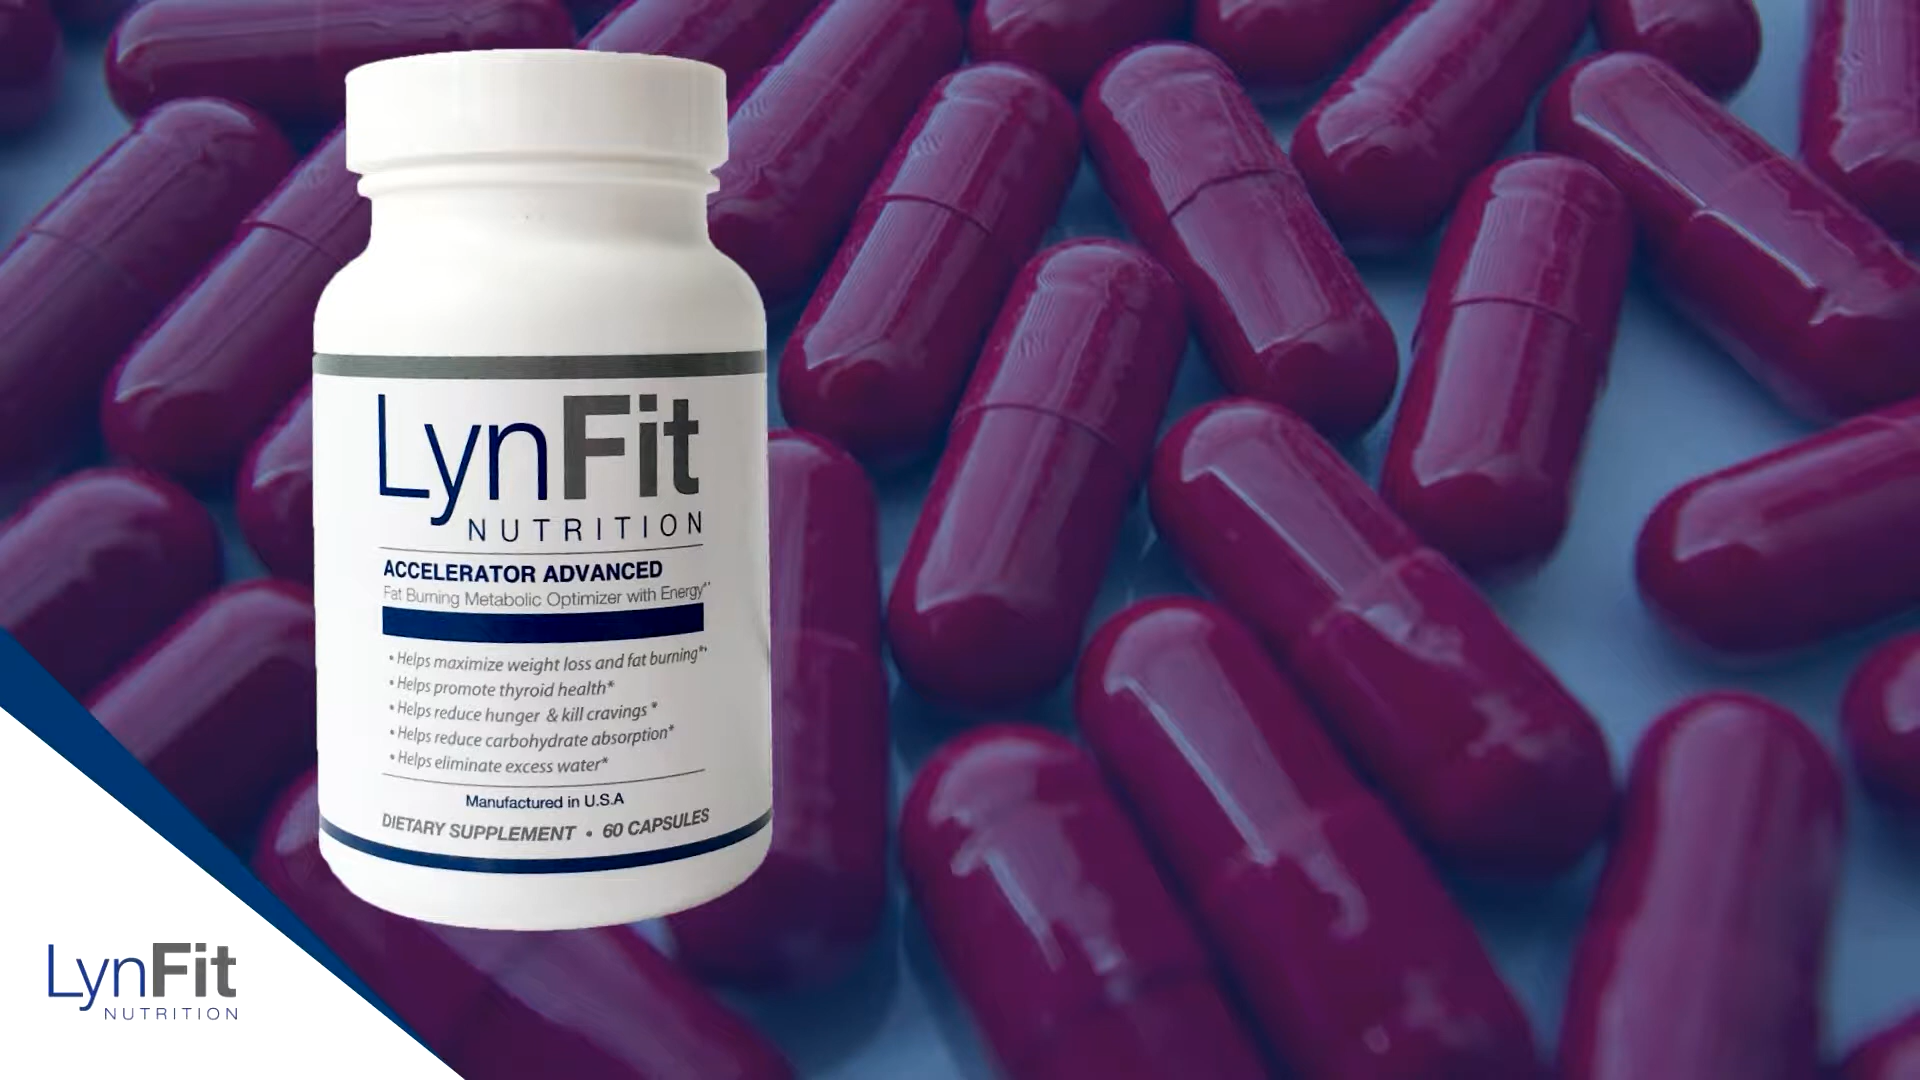 LynFit
NUTRITION
ACCELERATOR ADVANCED
Fat Burning Metabolic Optimizer with Energy**
• Helps maximize weight loss and fat burning**
• Helps promote thyroid health*
• Helps reduce hunger & kill cravings *
• Helps reduce carbohydrate absorption*
• Helps eliminate excess water*
Manufactured in U.S.A
DIETARY SUPPLEMENT • 60 CAPSULES
LynFit
NUTRITION